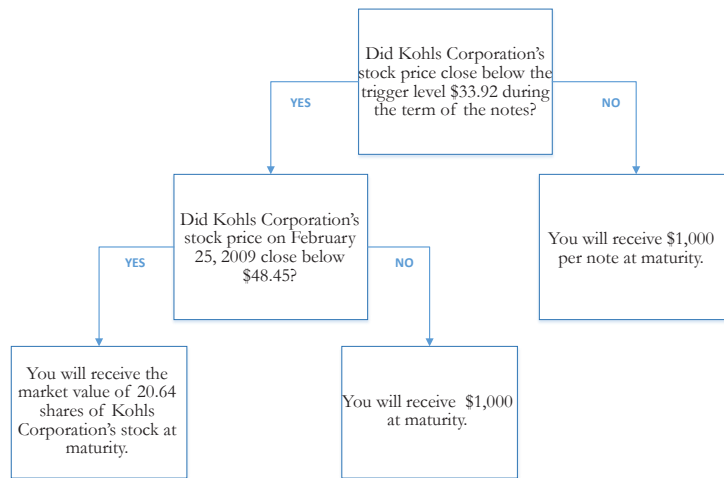 Did Kohls Corporation's
stock price close below the
trigger level $33.92 during
the term of the notes?
YES
NO
Did Kohls Corporation's
stock price on February
25, 2009 close below
$48.45?
You will receive $1,000
per note at maturity.
YES
NO
You will receive the
market value of 20.64
shares of Kohls
Corporation's stock at
maturity.
You will receive $1,000
at maturity.